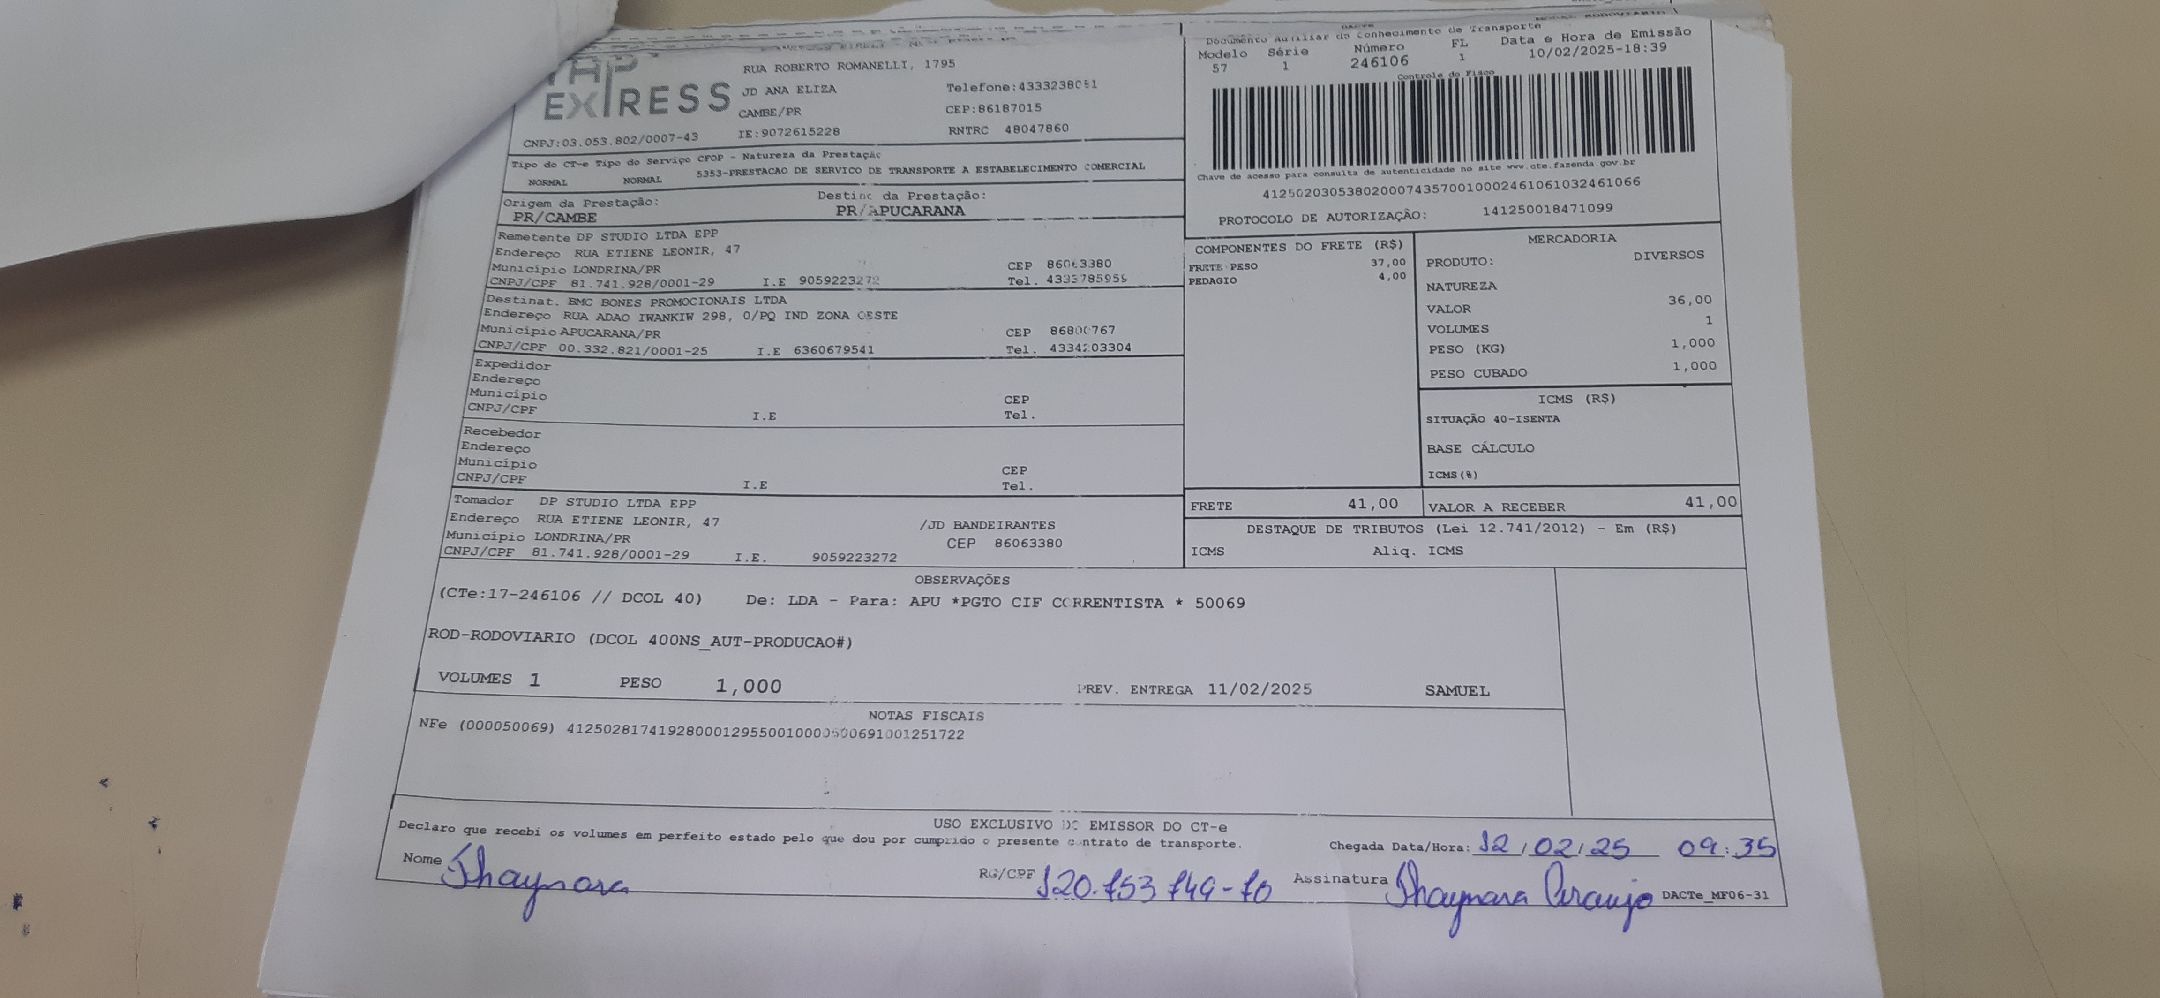 EXPRESS
RUA ROBERTO ROMANELLI, 1795
JD ANA ELIZA Telefone:4333238051
CAMBE/PR CEP:86187015
CNPJ:03.053.802/0007-43 IE:9072615228 RNTRC 48047860
Tipo do CT-e Tipo do Serviço CFOP - Natureza da Prestação
NORMAL NORMAL 5353-PRESTACAO DE SERVICO DE TRANSPORTE A ESTABELECIMENTO COMERCIAL
Origem da Prestação: Destino da Prestação:
PR/CAMBE PR/APUCARANA
DACTE
Documento Auxiliar do Conhecimento de Transporte
Modelo Série Número FL Data e Hora de Emissão
57 1 246106 1 10/02/2025-18:39
Controle do Fisco
Chave de acesso para consulta de autenticidade no site www.cte.fazenda.gov.br
41250203053802000743570010002461061032461066
PROTOCOLO DE AUTORIZAÇÃO: 141250018471099
Remetente DP STUDIO LTDA EPP
Endereço RUA ETIENE LEONIR, 47
Município LONDRINA/PR CEP 86063380
CNPJ/CPF 81.741.928/0001-29 I.E 9059223272 Tel.
Destinat. BMC BONES PROMOCIONAIS LTDA
Endereço RUA ADAO IWANKIW 298, 0/PQ IND ZONA OESTE
Município APUCARANA/PR CEP 86800767
CNPJ/CPF 00.332.821/0001-25 I.E 6360679541 Tel. 4334203304
Expedidor
Endereço
Município CEP
CNPJ/CPF I.E Tel.
Recebedor
Endereço
Município CEP
CNPJ/CPF I.E Tel.
Tomador DP STUDIO LTDA EPP
Endereço RUA ETIENE LEONIR, 47 /JD BANDEIRANTES
Município LONDRINA/PR CEP 86063380
CNPJ/CPF 81.741.928/0001-29 I.E. 9059223272
COMPONENTES DO FRETE (R$)
FRETE PESO 37,00
PEDAGIO 4,00
FRETE 41,00
MERCADORIA
PRODUTO: DIVERSOS
NATUREZA
VALOR 36,00
VOLUMES 1
PESO (KG) 1,000
PESO CUBADO 1,000
ICMS (R$)
SITUAÇÃO 40-ISENTA
BASE CÁLCULO
ICMS(%)
VALOR A RECEBER 41,00
DESTAQUE DE TRIBUTOS (Lei 12.741/2012) - Em (R$)
ICMS Aliq. ICMS
OBSERVAÇÕES
(CTe:17-246106 // DCOL 40) De: LDA - Para: APU *PGTO CIF CORRENTISTA * 50069
ROD-RODOVIARIO (DCOL 400NS_AUT-PRODUCAO#)
VOLUMES 1 PESO 1,000 PREV. ENTREGA 11/02/2025 SAMUEL
NOTAS FISCAIS
NFe (000050069) 41250281741928000129550010000500691001251722
USO EXCLUSIVO DO EMISSOR DO CT-e
Declaro que recebi os volumes em perfeito estado pelo que dou por cumprido o presente contrato de transporte. Chegada Data/Hora: 12/02/25 09:35
Nome Thaynara RG/CPF 120.753.749-70 Assinatura Thaynara Araujo DACTe_MF06-31